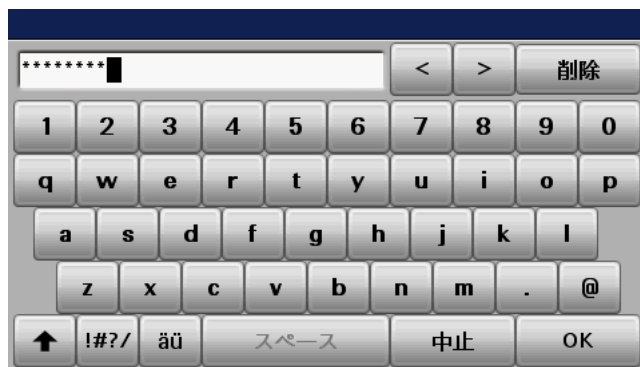 ******** < > 削除
1 2 3 4 5 6 7 8 9 0
q w e r t y u i o p
a s d f g h j k l
z x c v b n m . @
!#?/ äü スペース 中止 OK